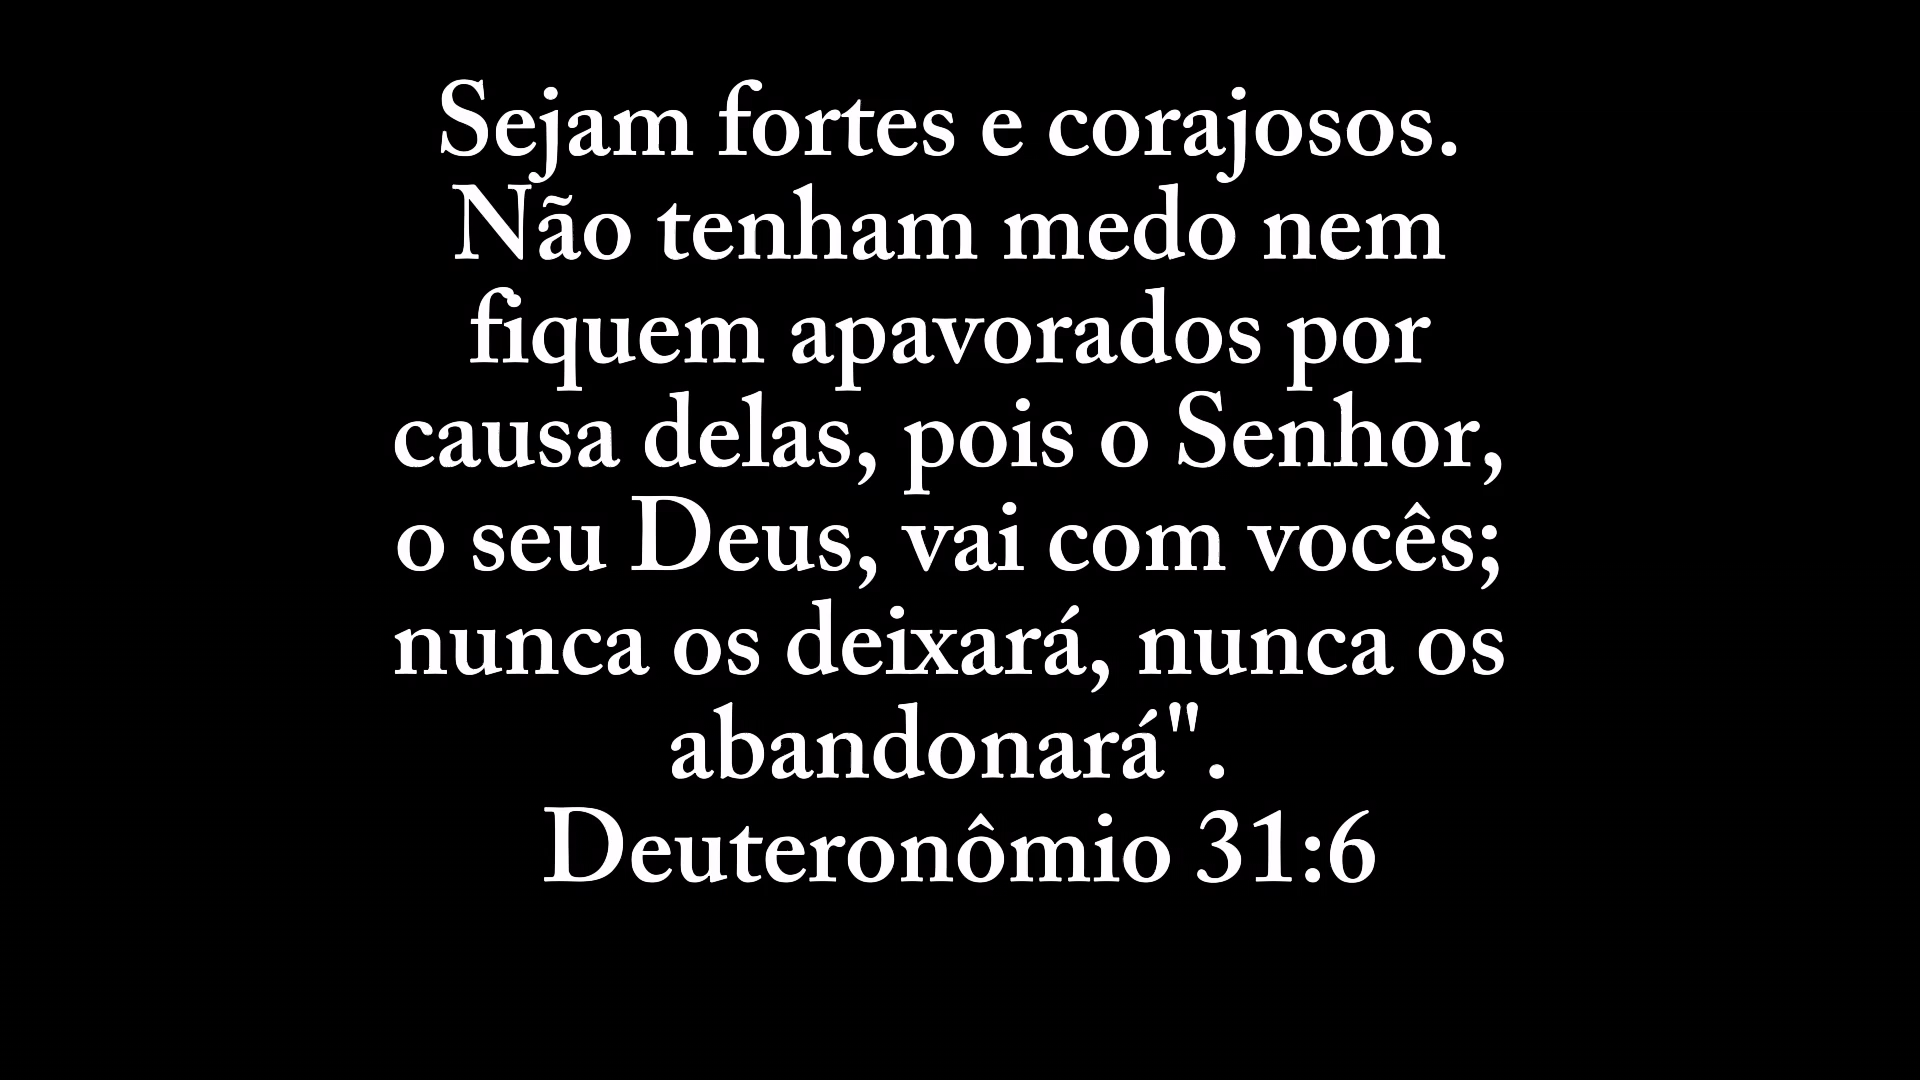 Sejam fortes e corajosos.
Não tenham medo nem
fiquem apavorados por
causa delas, pois o Senhor,
o seu Deus, vai com vocês;
nunca os deixará, nunca os
abandonará".
Deuteronômio 31:6